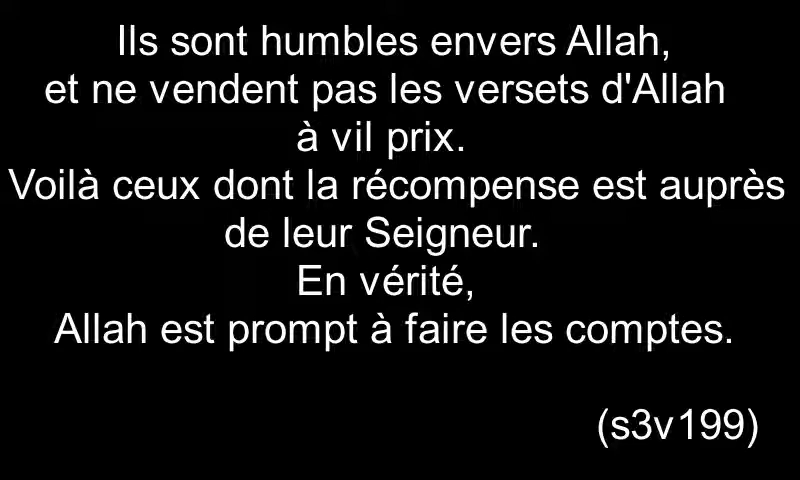 Ils sont humbles envers Allah,
et ne vendent pas les versets d'Allah
à vil prix.
Voilà ceux dont la récompense est auprès
de leur Seigneur.
En vérité,
Allah est prompt à faire les comptes.
(s3v199)